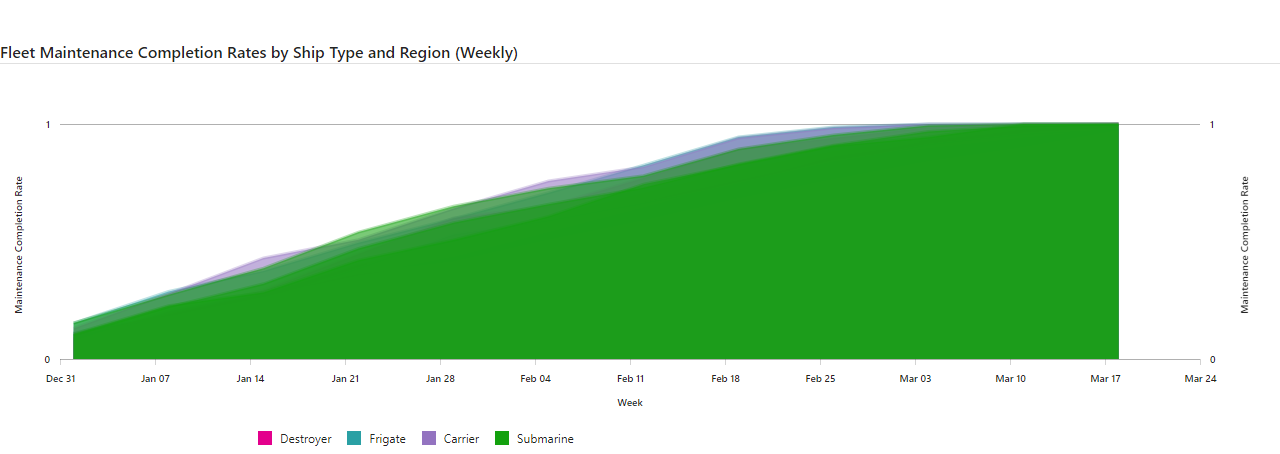 Fleet Maintenance Completion Rates by Ship Type and Region (Weekly)
1
1
Maintenance Completion Rate
Maintenance Completion Rate
0
0
Dec 31 Jan 07 Jan 14 Jan 21 Jan 28 Feb 04 Feb 11 Feb 18 Feb 25 Mar 03 Mar 10 Mar 17 Mar 24
Week
Destroyer Frigate Carrier Submarine